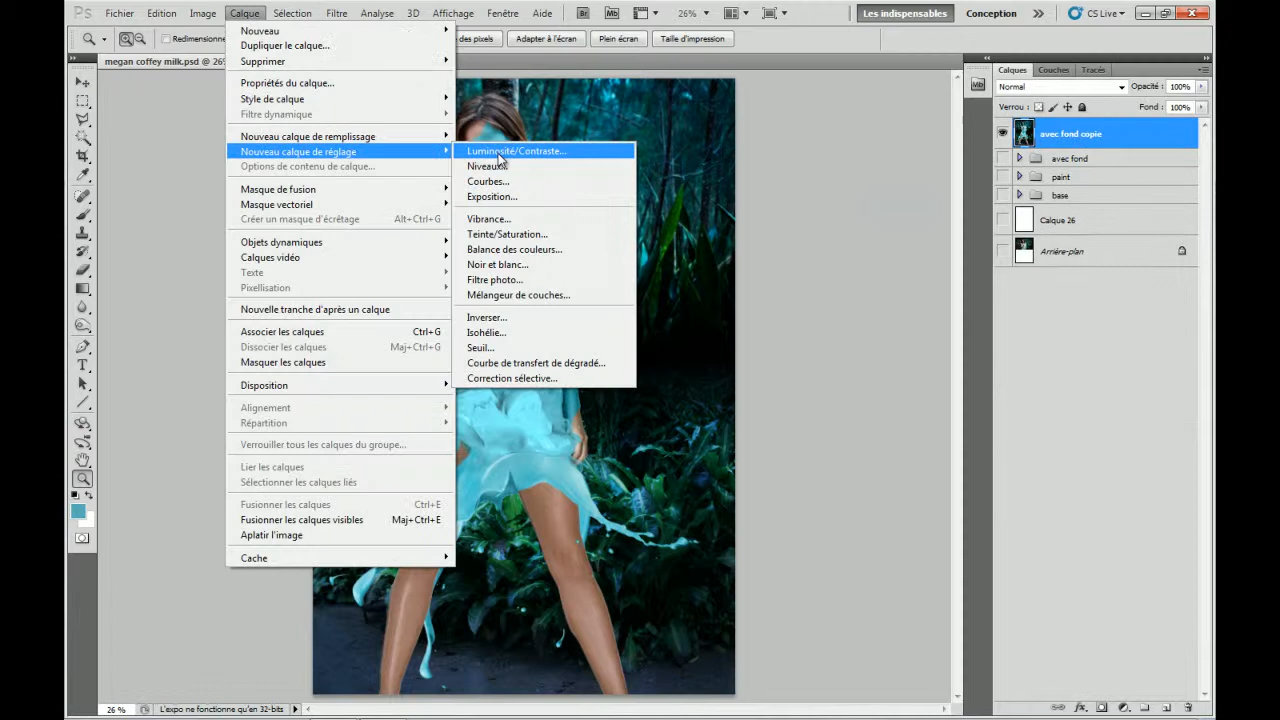 Ps Fichier Edition Image Calque Sélection Filtre Analyse 3D Affichage Fenêtre Aide Br Mb 26% Les indispensables Conception CS Live
Redimensionne des pixels Adapter à l'écran Plein écran Taille d'impression
megan coffey milk.psd @ 26%
Nouveau
Dupliquer le calque...
Supprimer
Propriétés du calque...
Style de calque
Filtre dynamique
Nouveau calque de remplissage
Nouveau calque de réglage
Options de contenu de calque...
Masque de fusion
Masque vectoriel
Créer un masque d'écrêtage Alt+Ctrl+G
Objets dynamiques
Calques vidéo
Texte
Pixellisation
Nouvelle tranche d'après un calque
Associer les calques Ctrl+G
Dissocier les calques Maj+Ctrl+G
Masquer les calques
Disposition
Alignement
Répartition
Verrouiller tous les calques du groupe...
Lier les calques
Sélectionner les calques liés
Fusionner les calques Ctrl+E
Fusionner les calques visibles Maj+Ctrl+E
Aplatir l'image
Cache
Luminosité/Contraste...
Niveaux...
Courbes...
Exposition...
Vibrance...
Teinte/Saturation...
Balance des couleurs...
Noir et blanc...
Filtre photo...
Mélangeur de couches...
Inverser...
Isohélie...
Seuil...
Courbe de transfert de dégradé...
Correction sélective...
Mb
Calques Couches Tracés
Normal Opacité : 100%
Verrou : Fond : 100%
avec fond copie
avec fond
paint
base
Calque 26
Arrière-plan
26 % L'expo ne fonctionne qu'en 32-bits